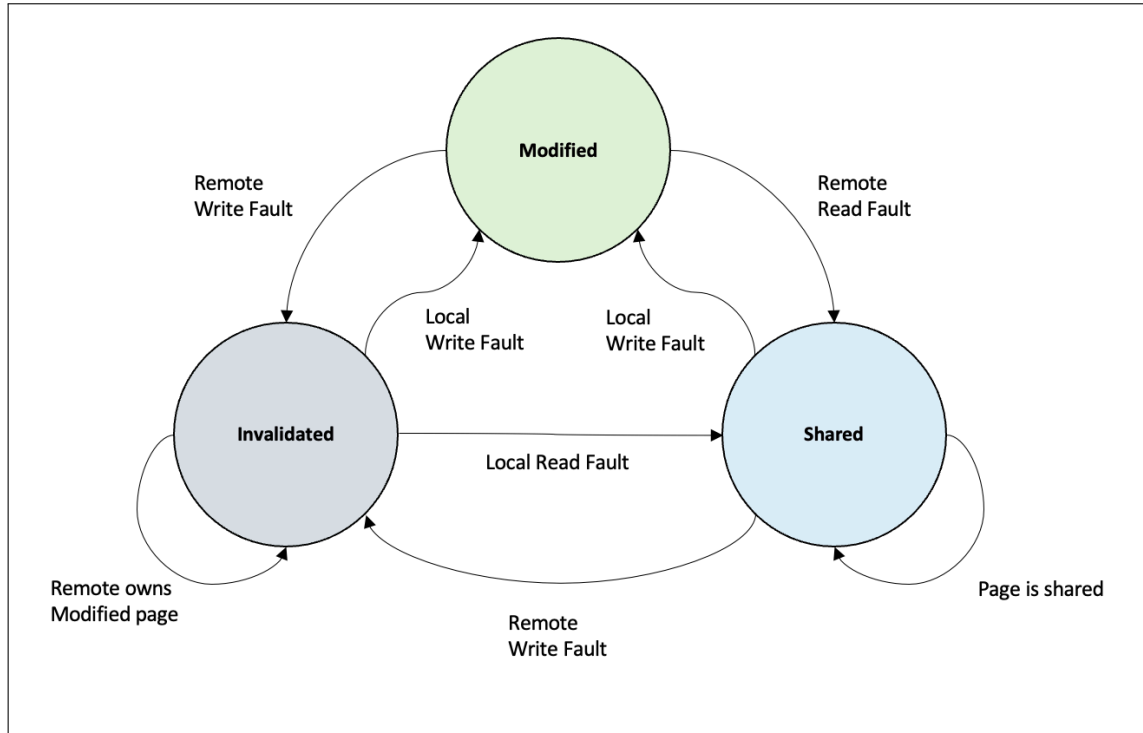 Modified
Remote
Write Fault
Remote
Read Fault
Local
Write Fault
Local
Write Fault
Invalidated
Shared
Local Read Fault
Remote owns
Modified page
Page is shared
Remote
Write Fault